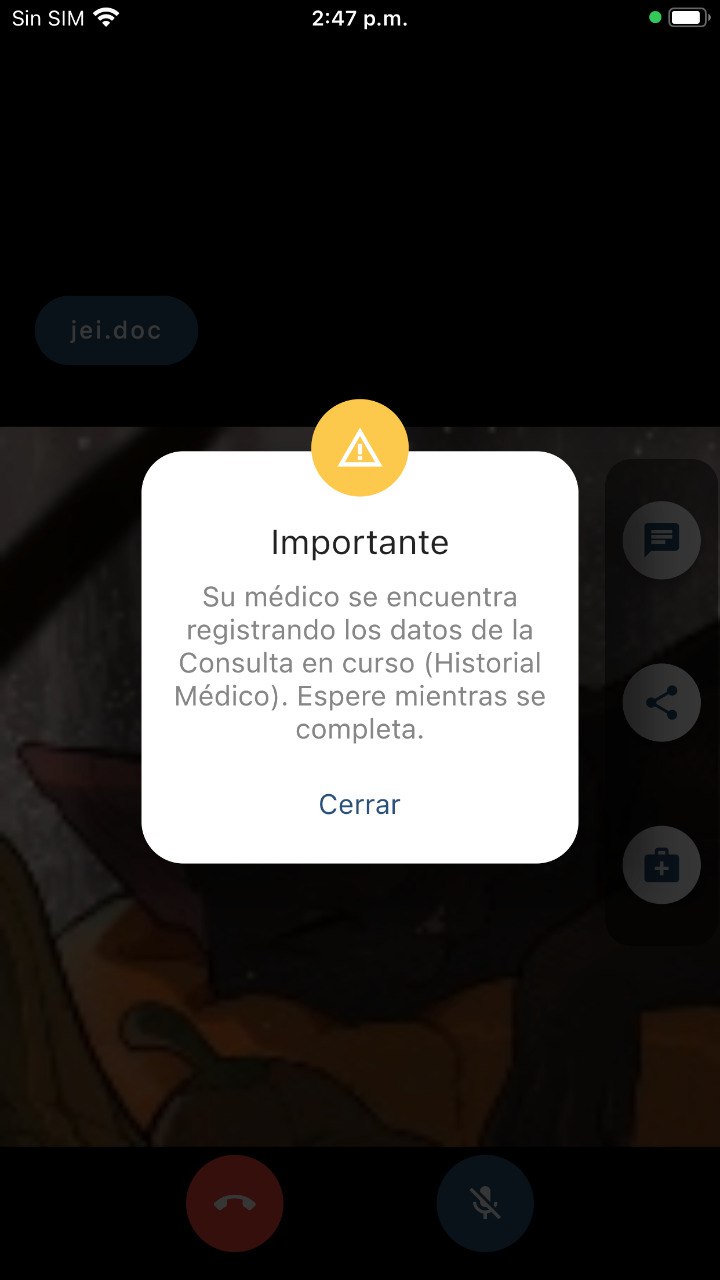 Sin SIM 2:47 p.m.
jei.doc
Importante
Su médico se encuentra
registrando los datos de la
Consulta en curso (Historial
Médico). Espere mientras se
completa.
Cerrar